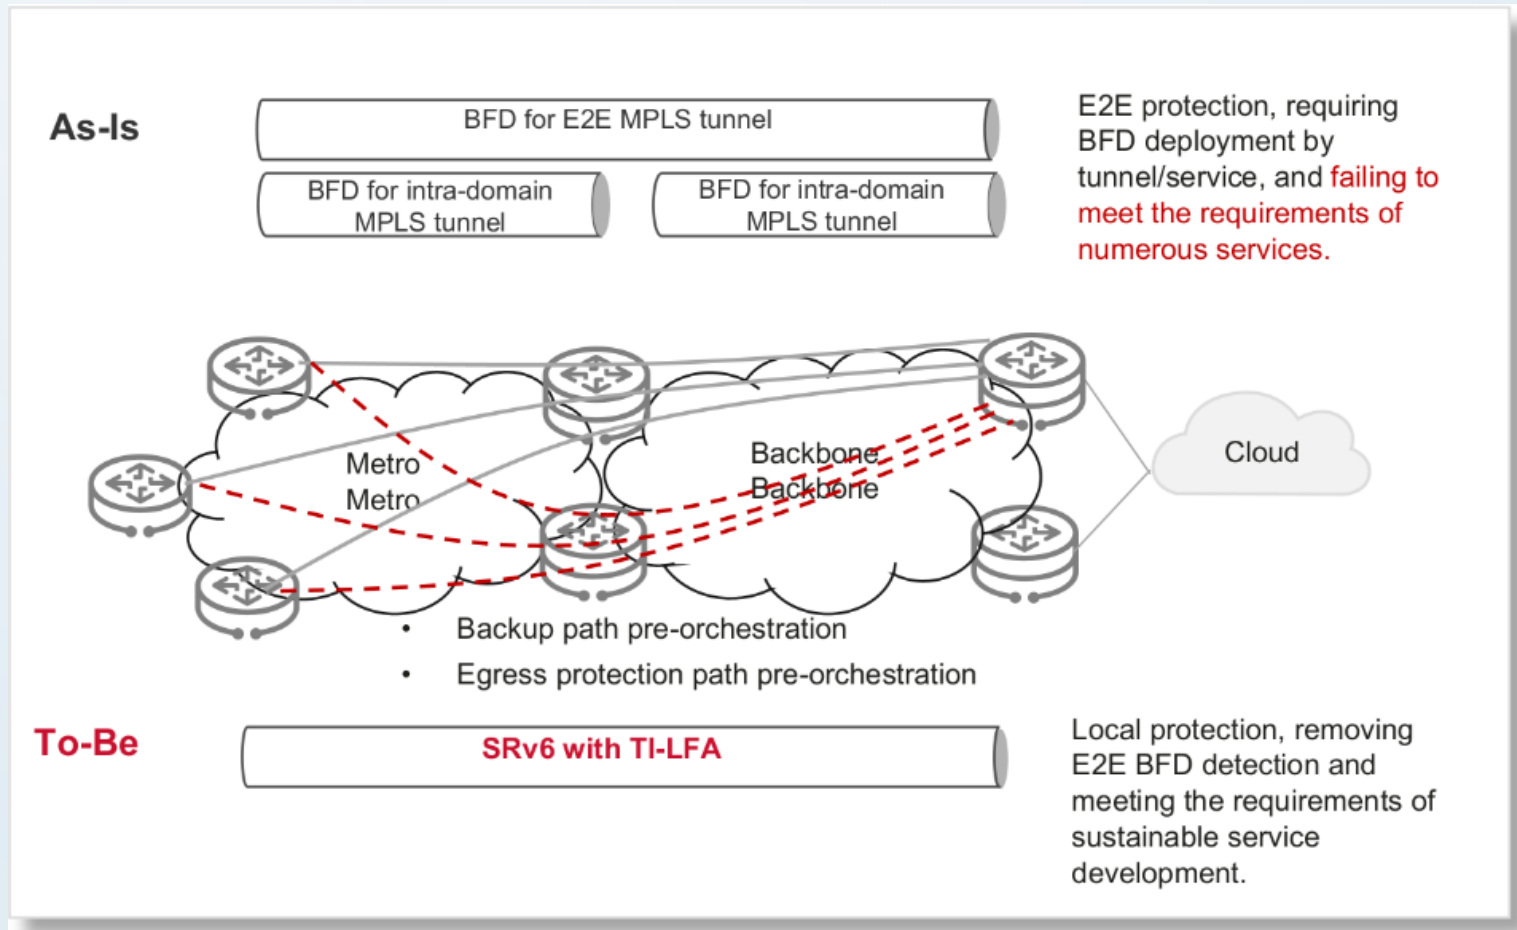 As-Is
BFD for E2E MPLS tunnel
BFD for intra-domain
MPLS tunnel
BFD for intra-domain
MPLS tunnel
E2E protection, requiring
BFD deployment by
tunnel/service, and failing to
meet the requirements of
numerous services.
Metro
Metro
Backbone
Backbone
Cloud
• Backup path pre-orchestration
• Egress protection path pre-orchestration
To-Be
SRv6 with TI-LFA
Local protection, removing
E2E BFD detection and
meeting the requirements of
sustainable service
development.